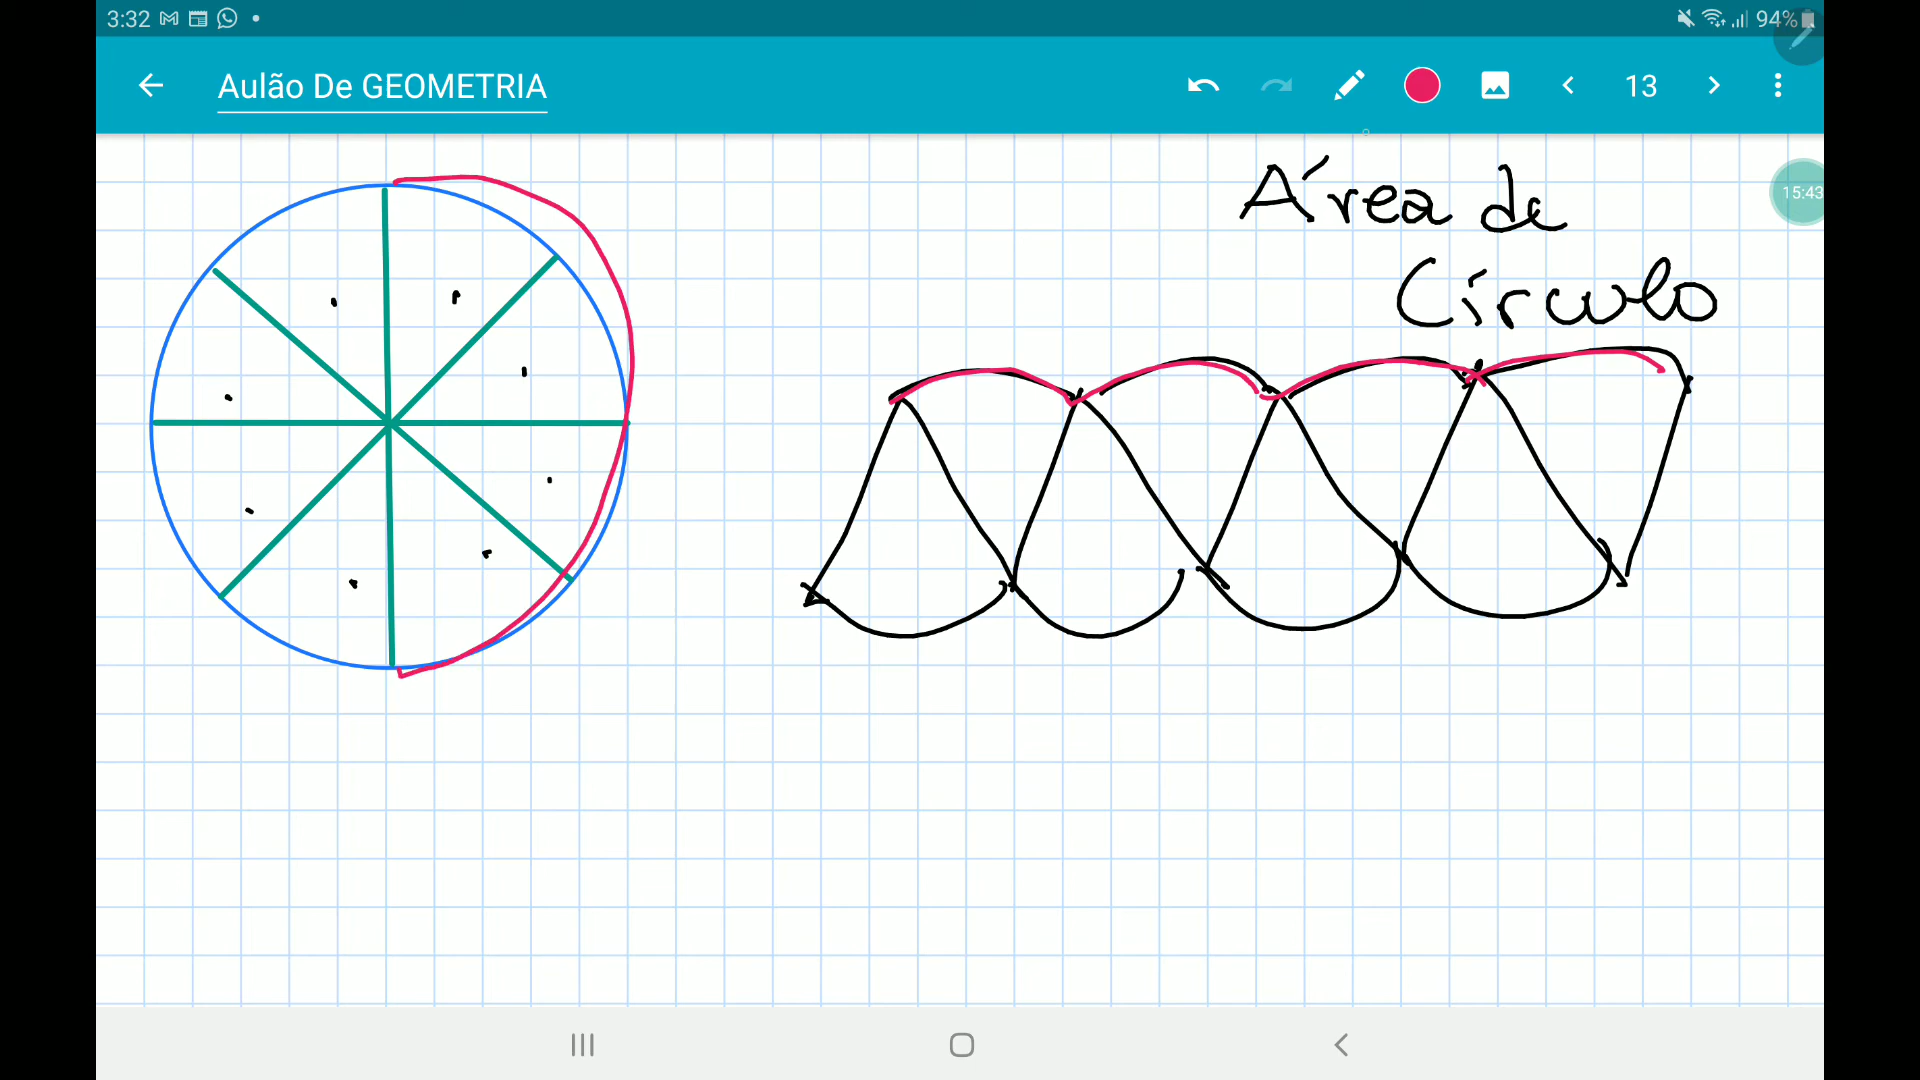 3:32
94%
Aulão De GEOMETRIA
13
15:43
Área de
Círculo